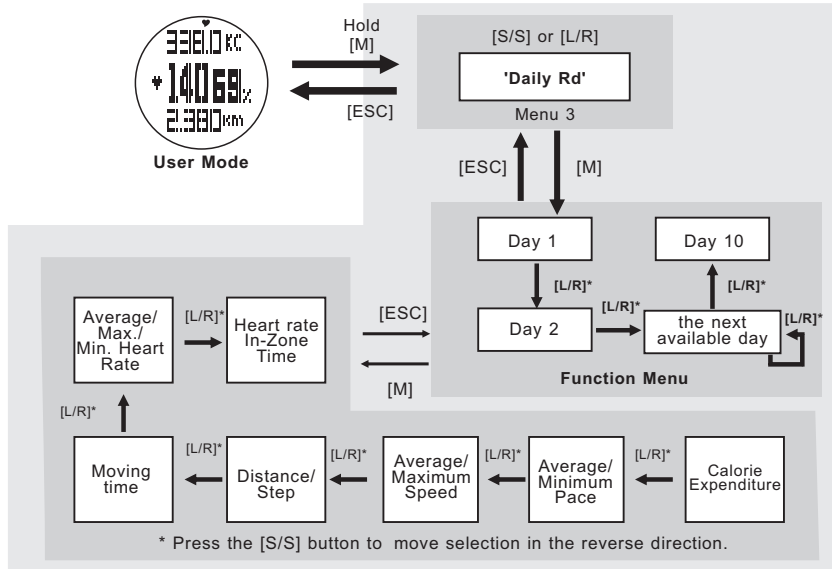 336.0 KC
140 69%
2.380 KM
User Mode
Hold
[M]
[ESC]
[S/S] or [L/R]
'Daily Rd'
Menu 3
[ESC]
[M]
Day 1
Day 10
[L/R]*
[L/R]*
[L/R]*
[L/R]*
Day 2
the next
available day
Function Menu
[ESC]
[M]
Average/
Max./
Min. Heart
Rate
[L/R]*
Heart rate
In-Zone
Time
[L/R]*
Moving
time
[L/R]*
Distance/
Step
[L/R]*
Average/
Maximum
Speed
[L/R]*
Average/
Minimum
Pace
[L/R]*
Calorie
Expenditure
* Press the [S/S] button to move selection in the reverse direction.